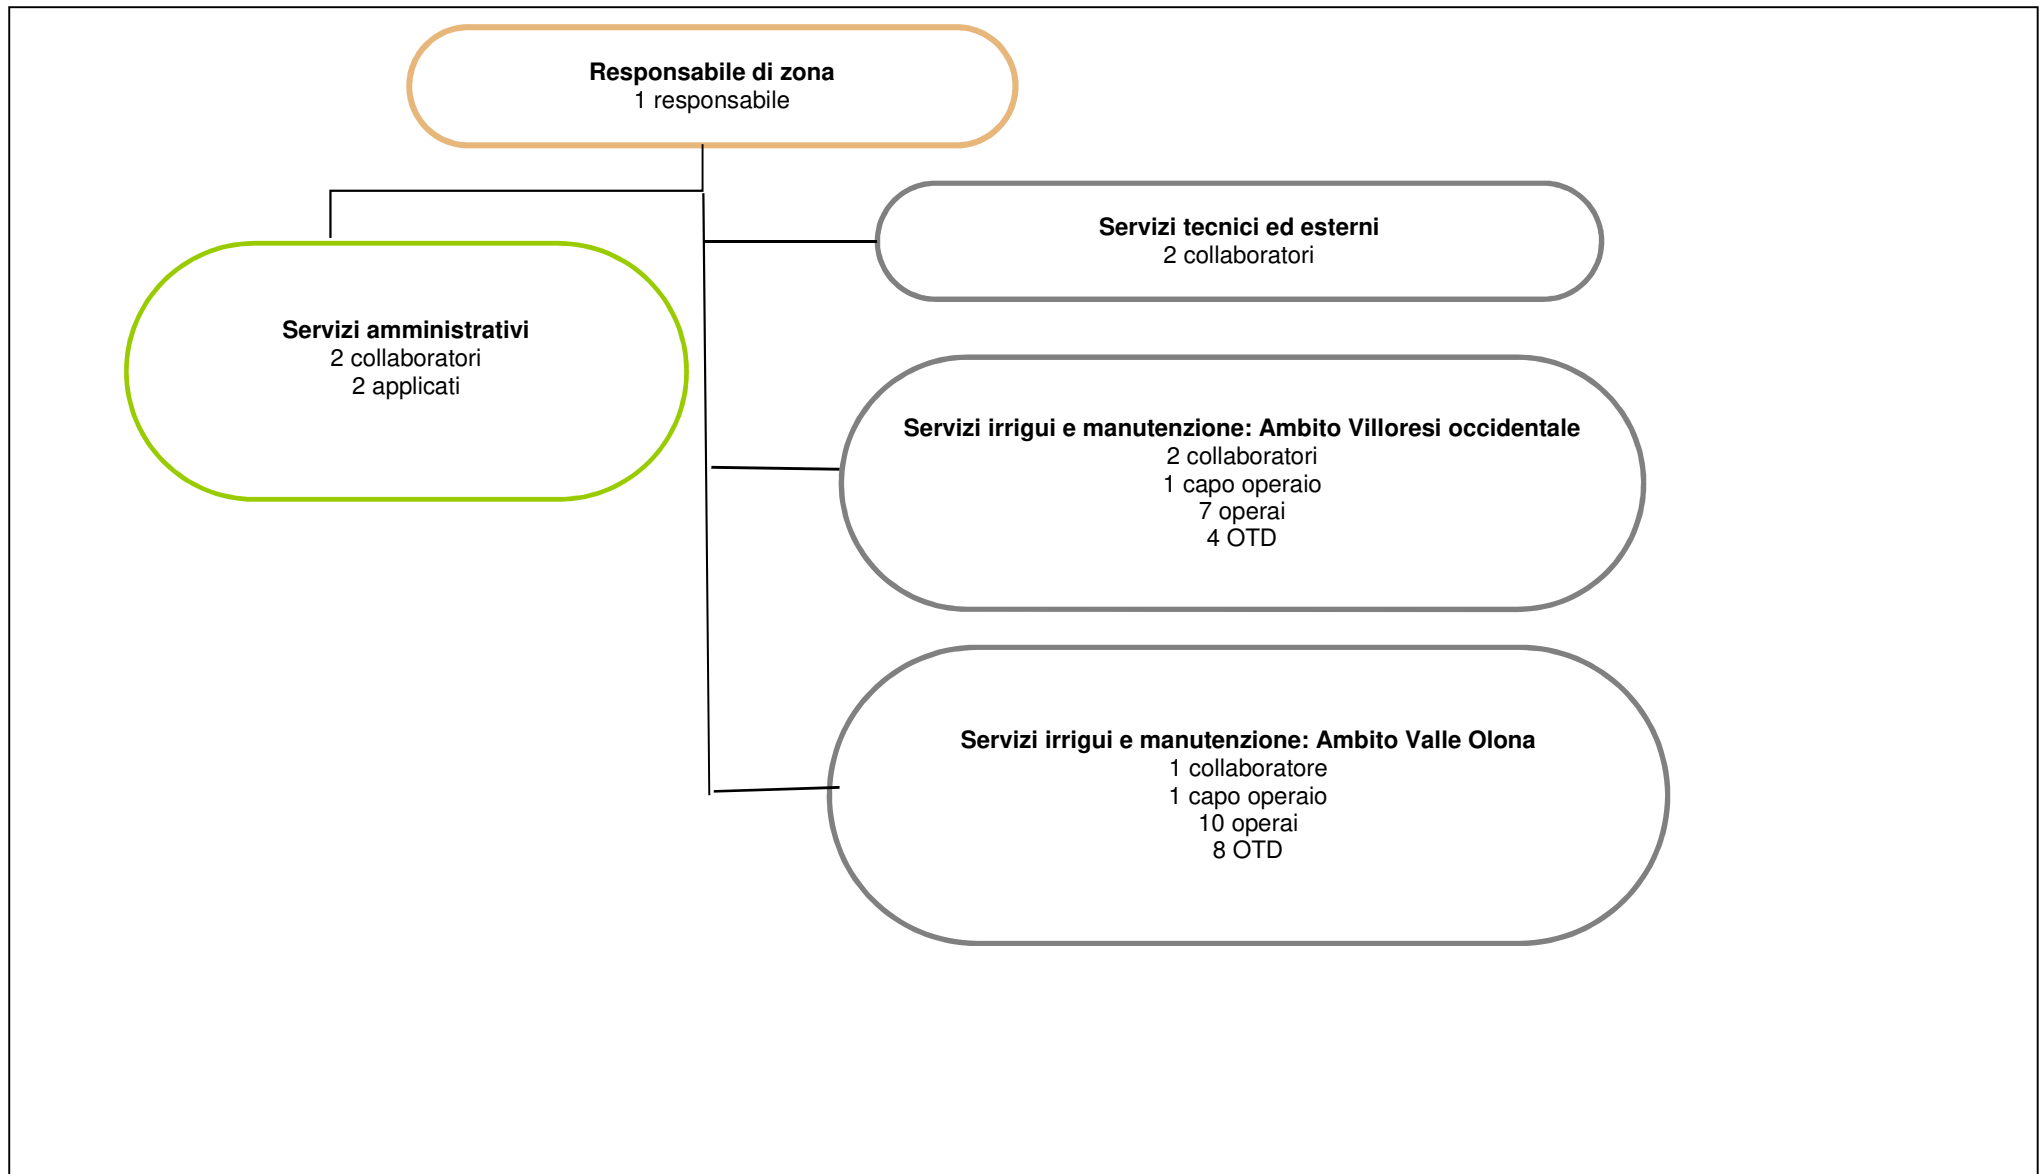 Responsabile di zona
1 responsabile
Servizi tecnici ed esterni
2 collaboratori
Servizi amministrativi
2 collaboratori
2 applicati
Servizi irrigui e manutenzione: Ambito Villoresi occidentale
2 collaboratori
1 capo operaio
7 operai
4 OTD
Servizi irrigui e manutenzione: Ambito Valle Olona
1 collaboratore
1 capo operaio
10 operai
8 OTD